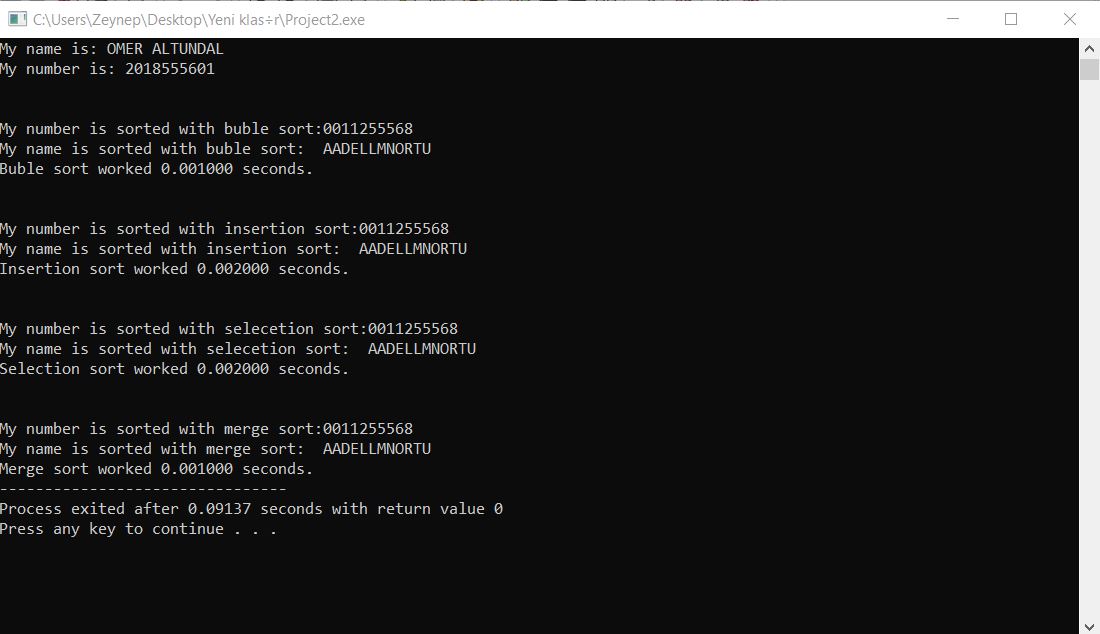 C:\Users\Zeynep\Desktop\Yeni klas÷r\Project2.exe
My name is: OMER ALTUNDAL
My number is: 2018555601
My number is sorted with buble sort:0011255568
My name is sorted with buble sort:  AADELLMNORTU
Buble sort worked 0.001000 seconds.
My number is sorted with insertion sort:0011255568
My name is sorted with insertion sort:  AADELLMNORTU
Insertion sort worked 0.002000 seconds.
My number is sorted with selecetion sort:0011255568
My name is sorted with selecetion sort:  AADELLMNORTU
Selection sort worked 0.002000 seconds.
My number is sorted with merge sort:0011255568
My name is sorted with merge sort:  AADELLMNORTU
Merge sort worked 0.001000 seconds.
--------------------------------
Process exited after 0.09137 seconds with return value 0
Press any key to continue . . .